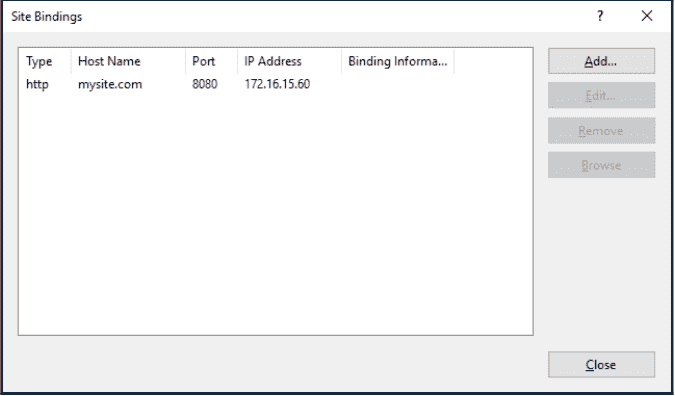 Site Bindings ?
Type Host Name Port IP Address Binding Informa...
http mysite.com 8080 172.16.15.60
Add...
Edit...
Remove
Browse
Close